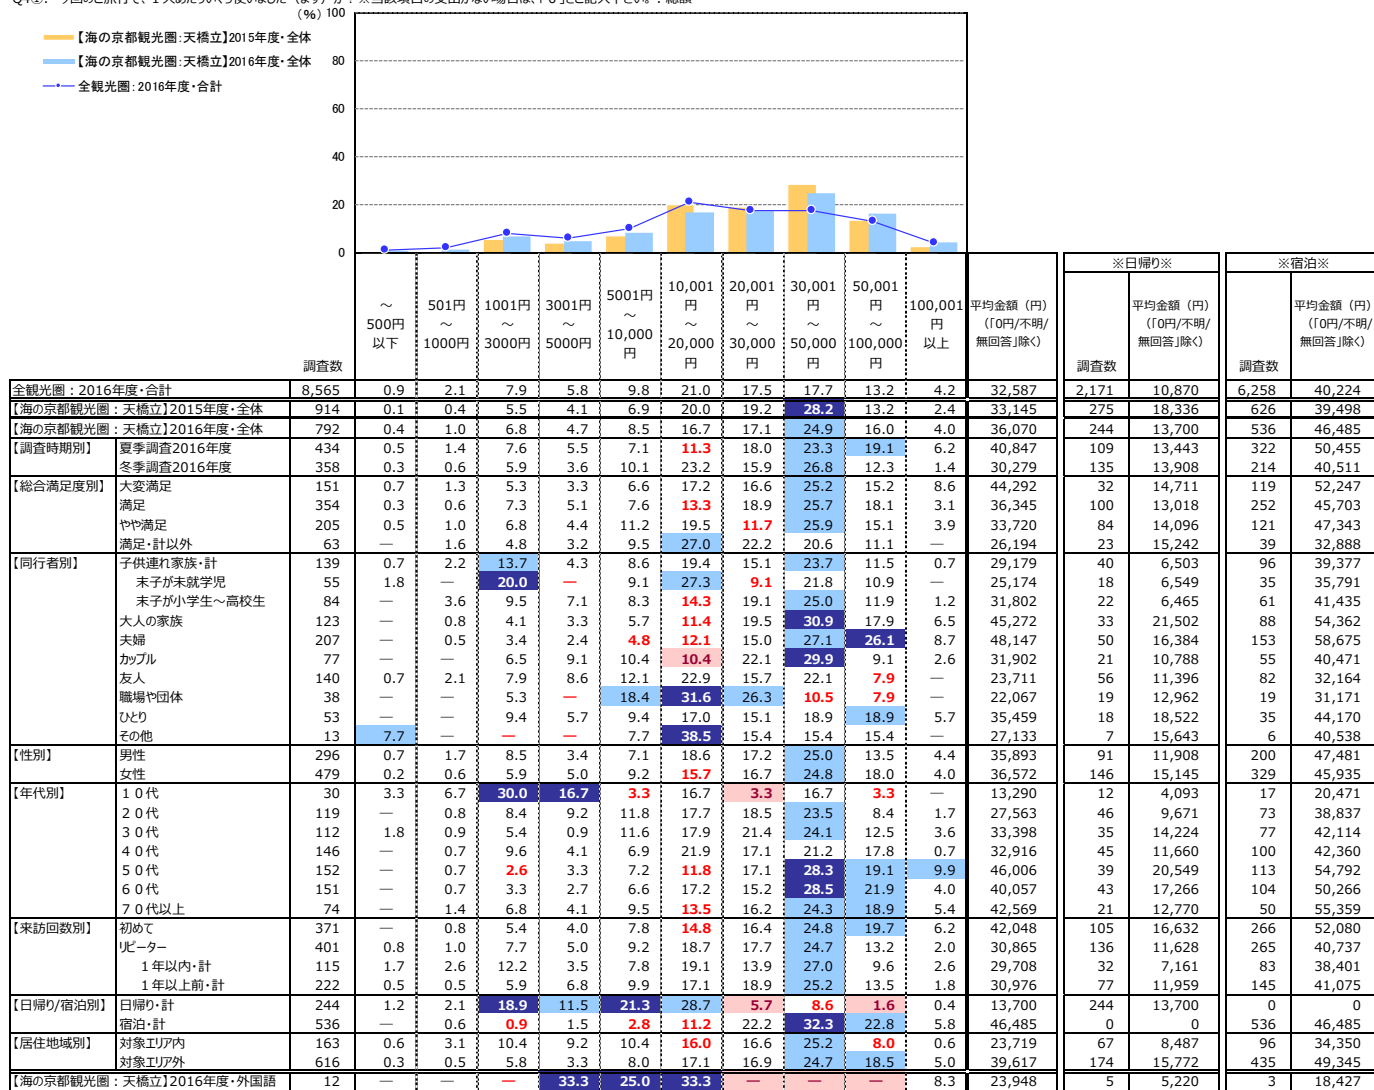 (%) 100
【海の京都観光圏:天橋立】2015年度・全体
【海の京都観光圏:天橋立】2016年度・全体
全観光圏:2016年度・合計
80
60
40
20
0
調査数 ～500円以下 501円～1000円 1001円～3000円 3001円～5000円 5001円～10,000円 10,001円～20,000円 20,001円～30,000円 30,001円～50,000円 50,001円～100,000円 100,001円以上 平均金額（円）（「0円/不明/無回答」除く） ※日帰り※ 調査数 平均金額（円）（「0円/不明/無回答」除く） ※宿泊※ 調査数 平均金額（円）（「0円/不明/無回答」除く）
全観光圏：2016年度・合計 8,565 0.9 2.1 7.9 5.8 9.8 21.0 17.5 17.7 13.2 4.2 32,587 2,171 10,870 6,258 40,224
【海の京都観光圏：天橋立】2015年度・全体 914 0.1 0.4 5.5 4.1 6.9 20.0 19.2 28.2 13.2 2.4 33,145 275 18,336 626 39,498
【海の京都観光圏：天橋立】2016年度・全体 792 0.4 1.0 6.8 4.7 8.5 16.7 17.1 24.9 16.0 4.0 36,070 244 13,700 536 46,485
【調査時期別】 夏季調査2016年度 434 0.5 1.4 7.6 5.5 7.1 11.3 18.0 23.3 19.1 6.2 40,847 109 13,443 322 50,455
冬季調査2016年度 358 0.3 0.6 5.9 3.6 10.1 23.2 15.9 26.8 12.3 1.4 30,279 135 13,908 214 40,511
【総合満足度別】 大変満足 151 0.7 1.3 5.3 3.3 6.6 17.2 16.6 25.2 15.2 8.6 44,292 32 14,711 119 52,247
満足 354 0.3 0.6 7.3 5.1 7.6 13.3 18.9 25.7 18.1 3.1 36,345 100 13,018 252 45,703
やや満足 205 0.5 1.0 6.8 4.4 11.2 19.5 11.7 25.9 15.1 3.9 33,720 84 14,096 121 47,343
満足・計以外 63 — 1.6 4.8 3.2 9.5 27.0 22.2 20.6 11.1 — 26,194 23 15,242 39 32,888
【同行者別】 子供連れ家族・計 139 0.7 2.2 13.7 4.3 8.6 19.4 15.1 23.7 11.5 0.7 29,179 40 6,503 96 39,377
末子が未就学児 55 1.8 — 20.0 — 9.1 27.3 9.1 21.8 10.9 — 25,174 18 6,549 35 35,791
末子が小学生～高校生 84 — 3.6 9.5 7.1 8.3 14.3 19.1 25.0 11.9 1.2 31,802 22 6,465 61 41,435
大人の家族 123 — 0.8 4.1 3.3 5.7 11.4 19.5 30.9 17.9 6.5 45,272 33 21,502 88 54,362
夫婦 207 — 0.5 3.4 2.4 4.8 12.1 15.0 27.1 26.1 8.7 48,147 50 16,384 153 58,675
カップル 77 — — 6.5 9.1 10.4 10.4 22.1 29.9 9.1 2.6 31,902 21 10,788 55 40,471
友人 140 0.7 2.1 7.9 8.6 12.1 22.9 15.7 22.1 7.9 — 23,711 56 11,396 82 32,164
職場や団体 38 — — 5.3 — 18.4 31.6 26.3 10.5 7.9 — 22,067 19 12,962 19 31,171
ひとり 53 — — 9.4 5.7 9.4 17.0 15.1 18.9 18.9 5.7 35,459 18 18,522 35 44,170
その他 13 7.7 — — — 7.7 38.5 15.4 15.4 15.4 — 27,133 7 15,643 6 40,538
【性別】 男性 296 0.7 1.7 8.5 3.4 7.1 18.6 17.2 25.0 13.5 4.4 35,893 91 11,908 200 47,481
女性 479 0.2 0.6 5.9 5.0 9.2 15.7 16.7 24.8 18.0 4.0 36,572 146 15,145 329 45,935
【年代別】 １０代 30 3.3 6.7 30.0 16.7 3.3 16.7 3.3 16.7 3.3 — 13,290 12 4,093 17 20,471
２０代 119 — 0.8 8.4 9.2 11.8 17.7 18.5 23.5 8.4 1.7 27,563 46 9,671 73 38,837
３０代 112 1.8 0.9 5.4 0.9 11.6 17.9 21.4 24.1 12.5 3.6 33,398 35 14,224 77 42,114
４０代 146 — 0.7 9.6 4.1 6.9 21.9 17.1 21.2 17.8 0.7 32,916 45 11,660 100 42,360
５０代 152 — 0.7 2.6 3.3 7.2 11.8 17.1 28.3 19.1 9.9 46,006 39 20,549 113 54,792
６０代 151 — 0.7 3.3 2.7 6.6 17.2 15.2 28.5 21.9 4.0 40,057 43 17,266 104 50,266
７０代以上 74 — 1.4 6.8 4.1 9.5 13.5 16.2 24.3 18.9 5.4 42,569 21 12,770 50 55,359
【来訪回数別】 初めて 371 — 0.8 5.4 4.0 7.8 14.8 16.4 24.8 19.7 6.2 42,048 105 16,632 266 52,080
リピーター 401 0.8 1.0 7.7 5.0 9.2 18.7 17.7 24.7 13.2 2.0 30,865 136 11,628 265 40,737
１年以内・計 115 1.7 2.6 12.2 3.5 7.8 19.1 13.9 27.0 9.6 2.6 29,708 32 7,161 83 38,401
１年以上前・計 222 0.5 0.5 5.9 6.8 9.9 17.1 18.9 25.2 13.5 1.8 30,976 77 11,959 145 41,075
【日帰り/宿泊別】 日帰り・計 244 1.2 2.1 18.9 11.5 21.3 28.7 5.7 8.6 1.6 0.4 13,700 244 13,700 0 0
宿泊・計 536 — 0.6 0.9 1.5 2.8 11.2 22.2 32.3 22.8 5.8 46,485 0 0 536 46,485
【居住地域別】 対象エリア内 163 0.6 3.1 10.4 9.2 10.4 16.0 16.6 25.2 8.0 0.6 23,719 67 8,487 96 34,350
対象エリア外 616 0.3 0.5 5.8 3.3 8.0 17.1 16.9 24.7 18.5 5.0 39,617 174 15,772 435 49,345
【海の京都観光圏：天橋立】2016年度・外国語 12 — — — 33.3 25.0 33.3 — — — 8.3 23,948 5 5,220 3 18,427